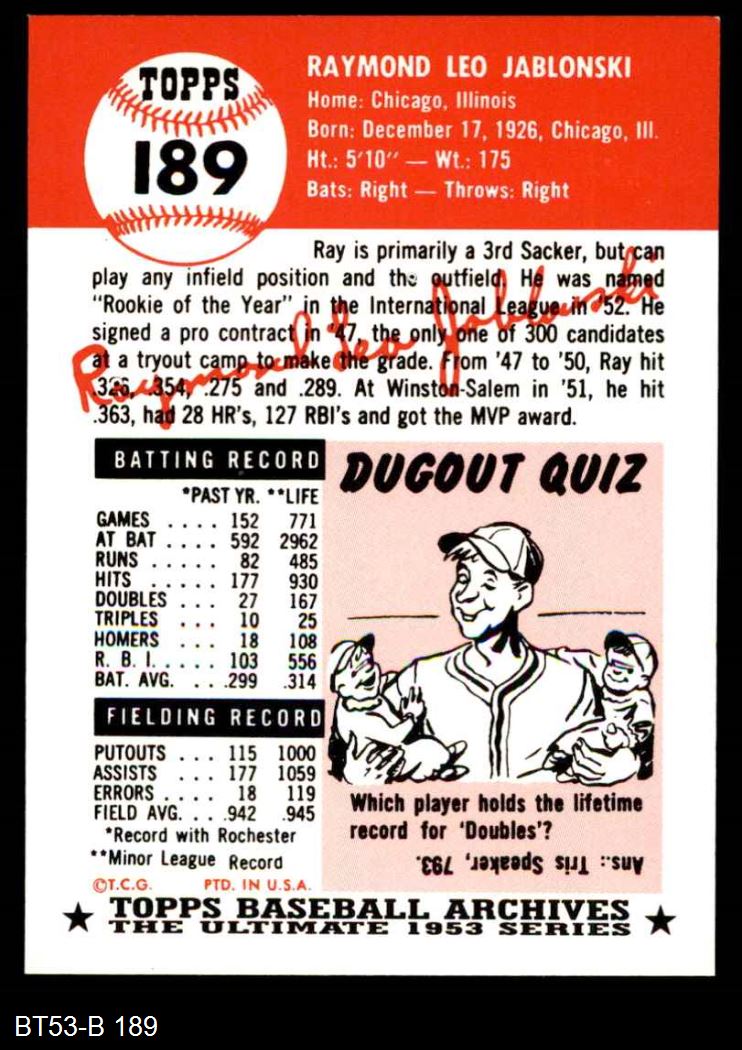 TOPPS
189
RAYMOND LEO JABLONSKI
Home: Chicago, Illinois
Born: December 17, 1926, Chicago, Ill.
Ht.: 5'10" — Wt.: 175
Bats: Right — Throws: Right
Ray is primarily a 3rd Sacker, but can
play any infield position and the outfield. He was named
"Rookie of the Year" in the International League in '52. He
signed a pro contract in '47, the only one of 300 candidates
at a tryout camp to make the grade. From '47 to '50, Ray hit
.326, .354, .275 and .289. At Winston-Salem in '51, he hit
.363, had 28 HR's, 127 RBI's and got the MVP award.
Raymond Leo Jablonski
BATTING RECORD
*PAST YR. **LIFE
GAMES .... 152 771
AT BAT .... 592 2962
RUNS ..... 82 485
HITS ..... 177 930
DOUBLES ... 27 167
TRIPLES ... 10 25
HOMERS ... 18 108
R. B. I. .... 103 556
BAT. AVG. . .299 .314
FIELDING RECORD
PUTOUTS ... 115 1000
ASSISTS .... 177 1059
ERRORS .... 18 119
FIELD AVG. . .942 .945
*Record with Rochester
**Minor League Record
©T.C.G. PTD. IN U.S.A.
DUGOUT QUIZ
Which player holds the lifetime
record for 'Doubles'?
Ans.: Tris Speaker, 793.
★ TOPPS BASEBALL ARCHIVES ★
THE ULTIMATE 1953 SERIES
BT53-B 189